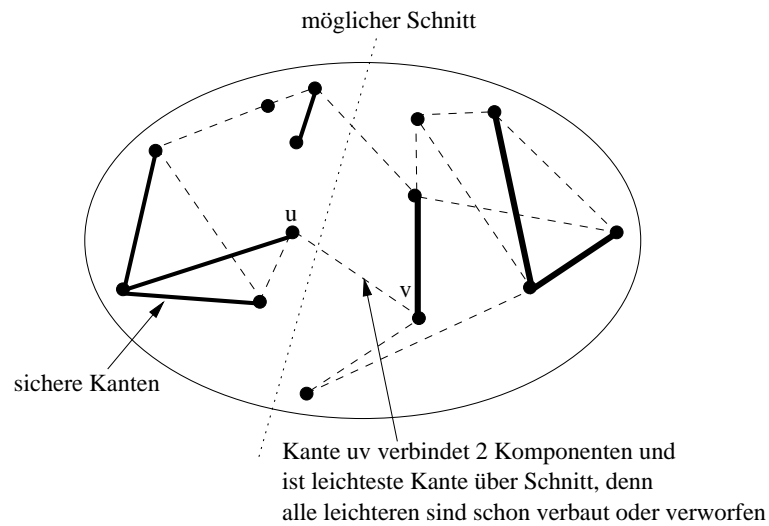 möglicher Schnitt
u
v
sichere Kanten
Kante uv verbindet 2 Komponenten und
ist leichteste Kante über Schnitt, denn
alle leichteren sind schon verbaut oder verworfen